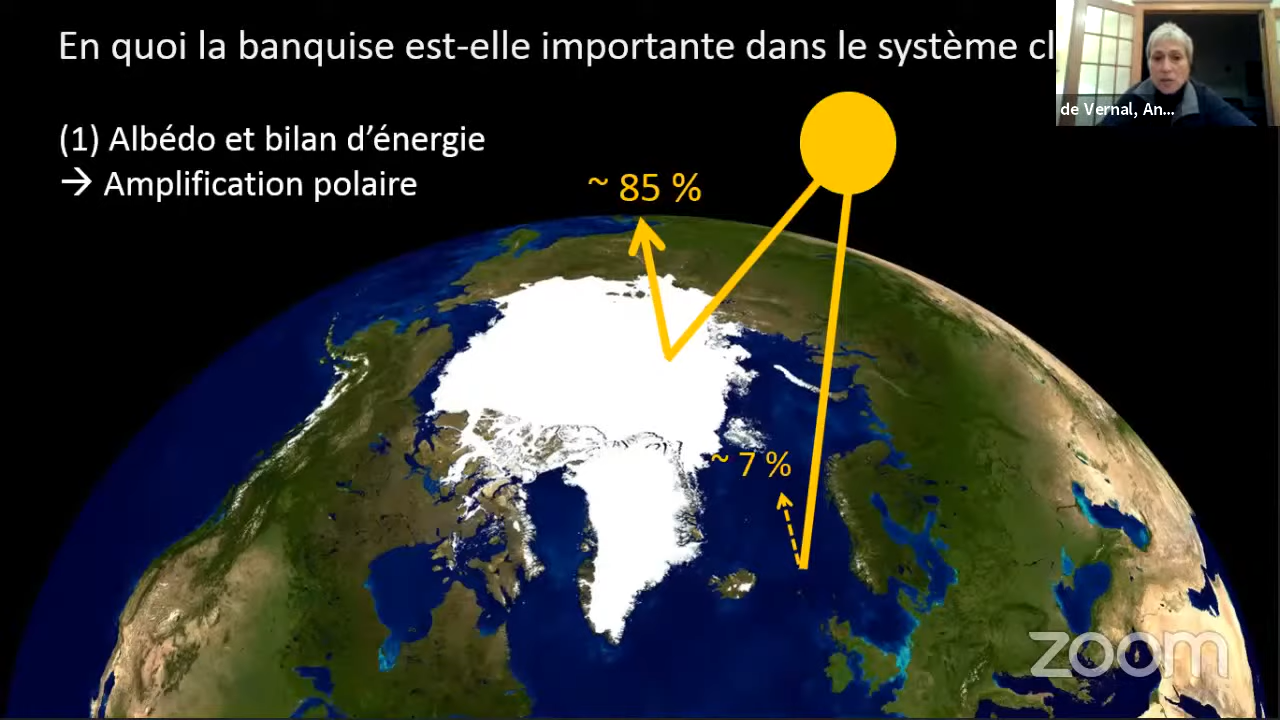 En quoi la banquise est-elle importante dans le système cl
de Vernal, An...
(1) Albédo et bilan d'énergie
→ Amplification polaire
~ 85 %
~ 7 %
zoom